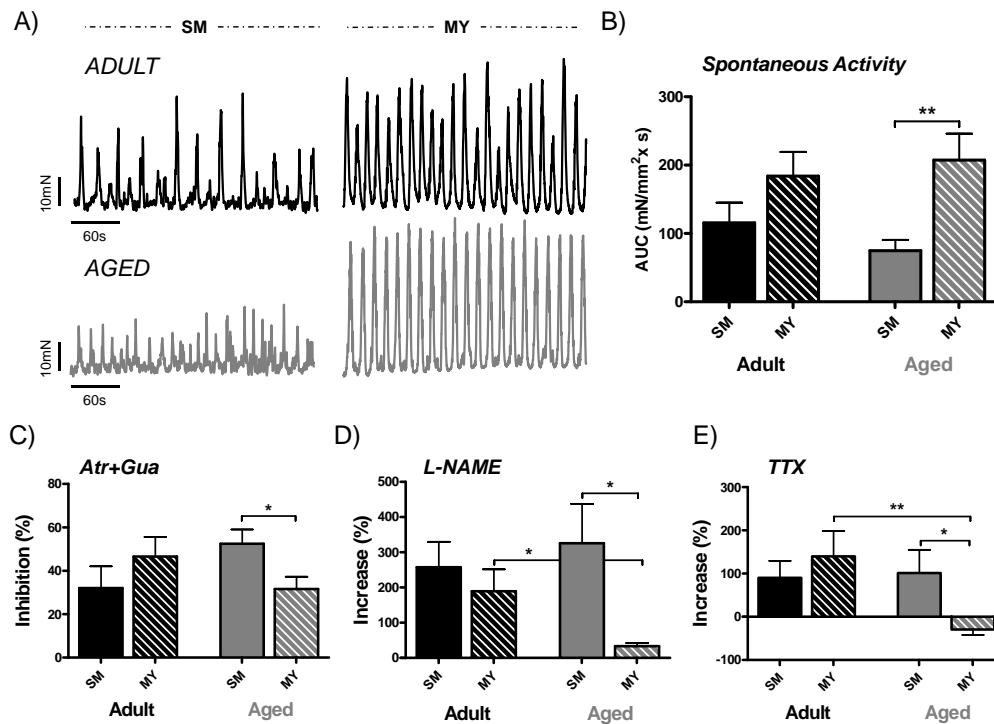 A)
SM
MY
ADULT
10mN
60s
AGED
10mN
60s
B)
Spontaneous Activity
AUC (mN/mm²x s)
300
200
100
0
**
SM
MY
SM
MY
Adult
Aged
C)
Atr+Gua
Inhibition (%)
80
60
40
20
0
*
SM
MY
SM
MY
Adult
Aged
D)
L-NAME
Increase (%)
500
400
300
200
100
0
*
*
SM
MY
SM
MY
Adult
Aged
E)
TTX
Increase (%)
300
200
100
0
-100
**
*
SM
MY
SM
MY
Adult
Aged